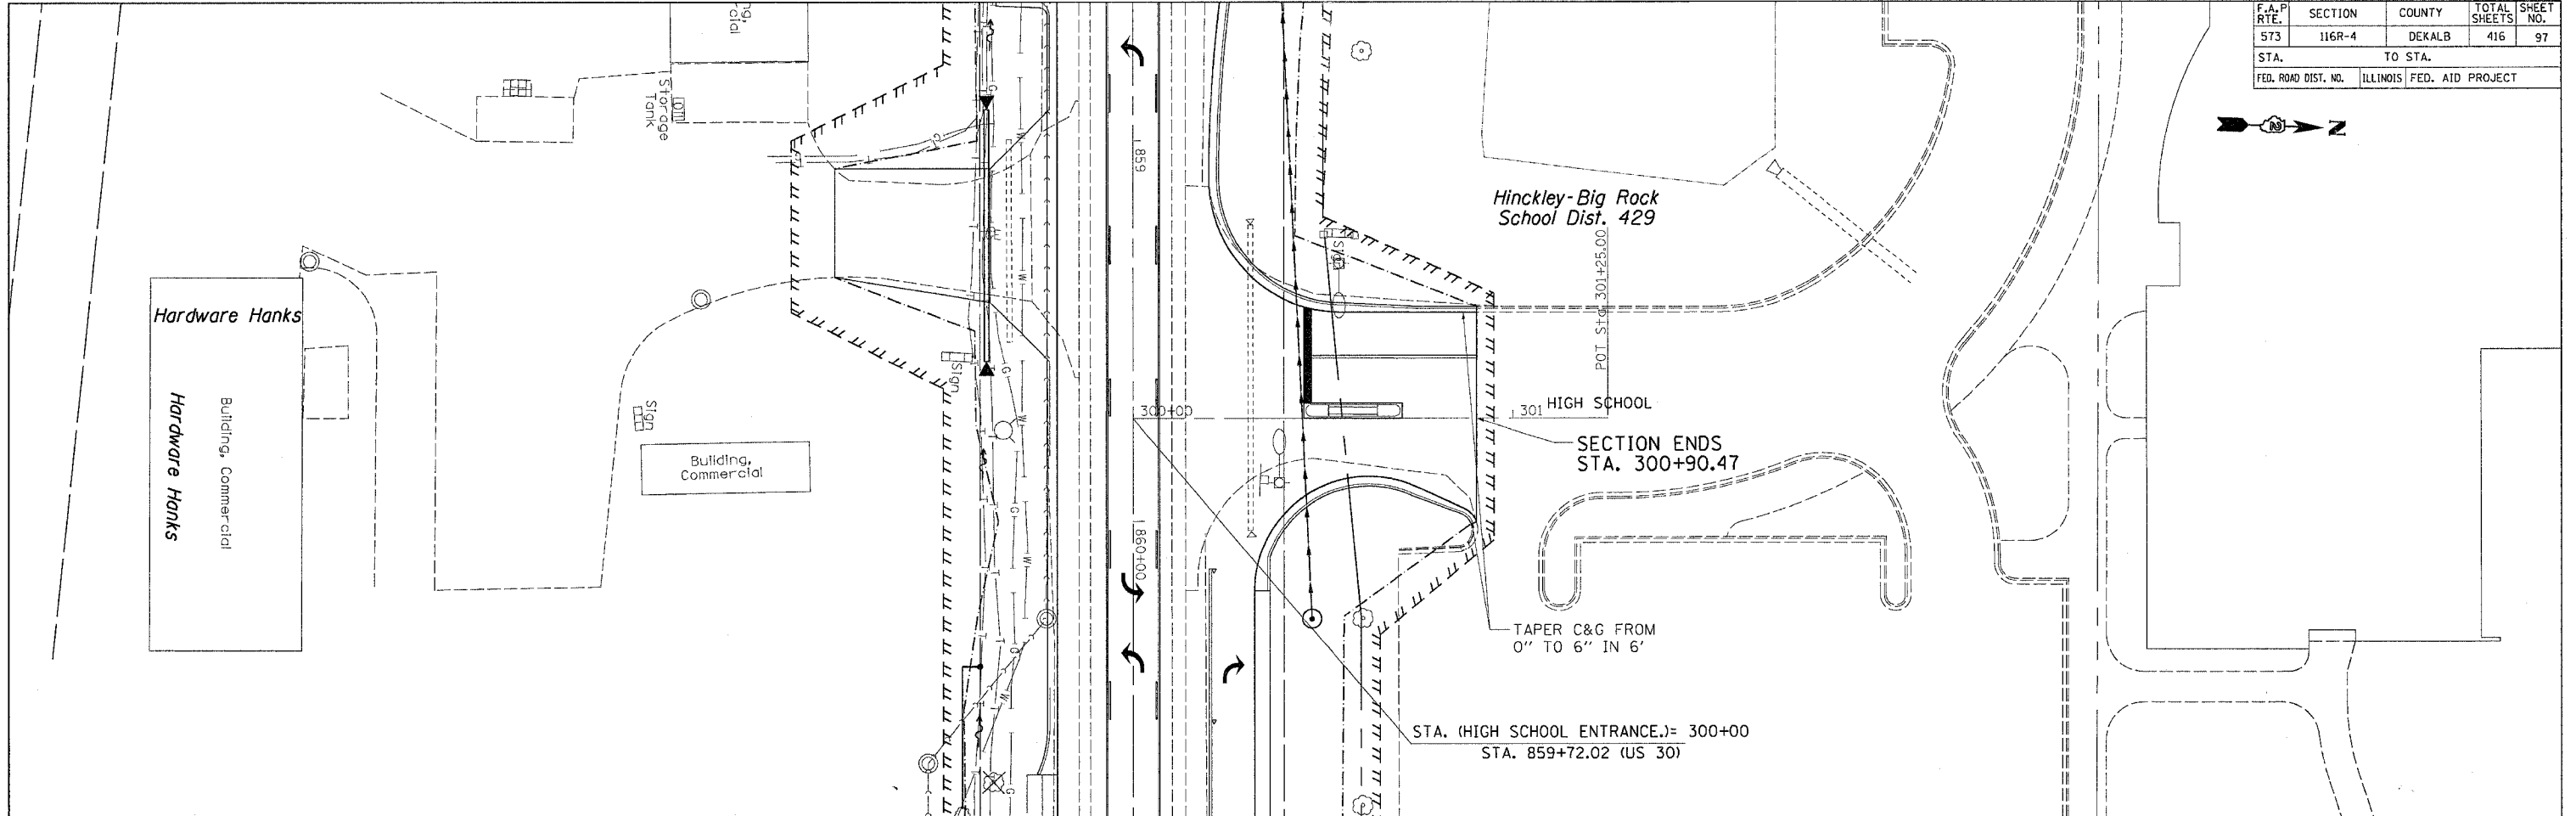 F.A.P RTE. SECTION COUNTY TOTAL SHEETS SHEET NO.
573 116R-4 DEKALB 416 97
STA. TO STA.
FED. ROAD DIST. NO. ILLINOIS FED. AID PROJECT
N
Storage Tank
859
Hinckley-Big Rock
School Dist. 429
POT Sta 301+25.00
Sign
Hardware Hanks
Hardware Hanks
Building, Commercial
Sign
Sign
Building,
Commercial
300+00
301
HIGH SCHOOL
SECTION ENDS
STA. 300+90.47
860+00
TAPER C&G FROM
0" TO 6" IN 6'
STA. (HIGH SCHOOL ENTRANCE.)= 300+00
STA. 859+72.02 (US 30)